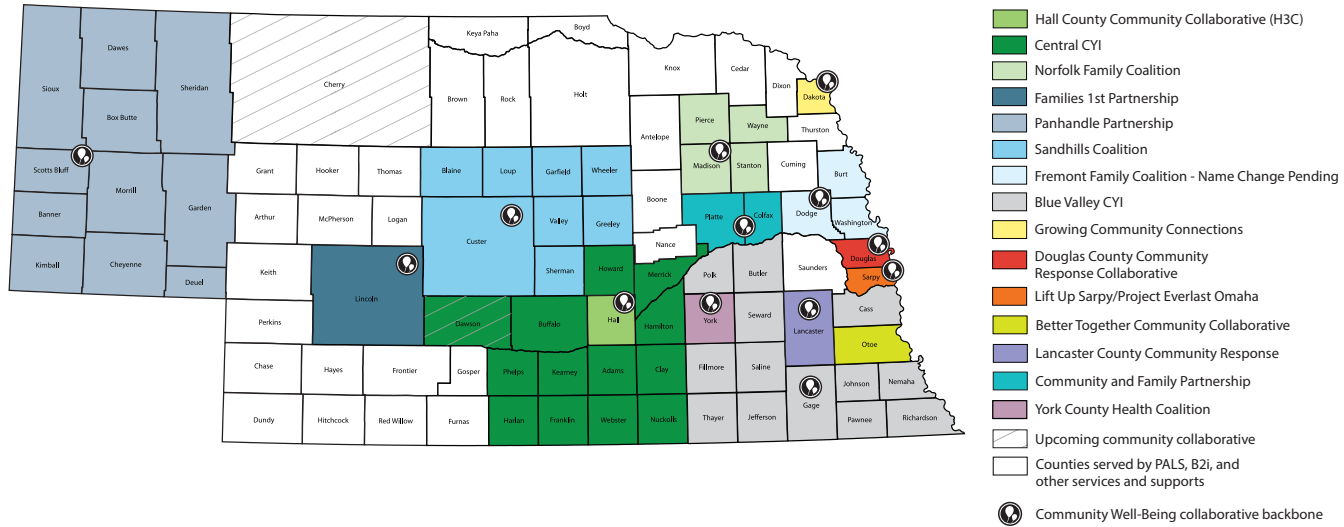 Boyd
Keya Paha
Dawes
Knox
Cedar
Sheridan
Cherry
Sioux
Dixon
Dakota
Brown
Rock
Holt
Box Butte
Pierce
Wayne
Thurston
Antelope
Scotts Bluff
Grant
Hooker
Thomas
Blaine
Loup
Garfield
Wheeler
Madison
Stanton
Cuming
Burt
Morrill
Garden
Boone
Banner
Arthur
McPherson
Logan
Custer
Valley
Greeley
Platte
Colfax
Dodge
Washington
Nance
Kimball
Cheyenne
Deuel
Keith
Lincoln
Sherman
Howard
Merrick
Polk
Butler
Saunders
Douglas
Sarpy
Perkins
Dawson
Buffalo
Hall
Hamilton
York
Seward
Lancaster
Cass
Otoe
Chase
Hayes
Frontier
Gosper
Phelps
Kearney
Adams
Clay
Fillmore
Saline
Gage
Johnson
Nemaha
Dundy
Hitchcock
Red Willow
Furnas
Harlan
Franklin
Webster
Nuckolls
Thayer
Jefferson
Pawnee
Richardson
Hall County Community Collaborative (H3C)
Central CYI
Norfolk Family Coalition
Families 1st Partnership
Panhandle Partnership
Sandhills Coalition
Fremont Family Coalition - Name Change Pending
Blue Valley CYI
Growing Community Connections
Douglas County Community
Response Collaborative
Lift Up Sarpy/Project Everlast Omaha
Better Together Community Collaborative
Lancaster County Community Response
Community and Family Partnership
York County Health Coalition
Upcoming community collaborative
Counties served by PALS, B2i, and
other services and supports
Community Well-Being collaborative backbone